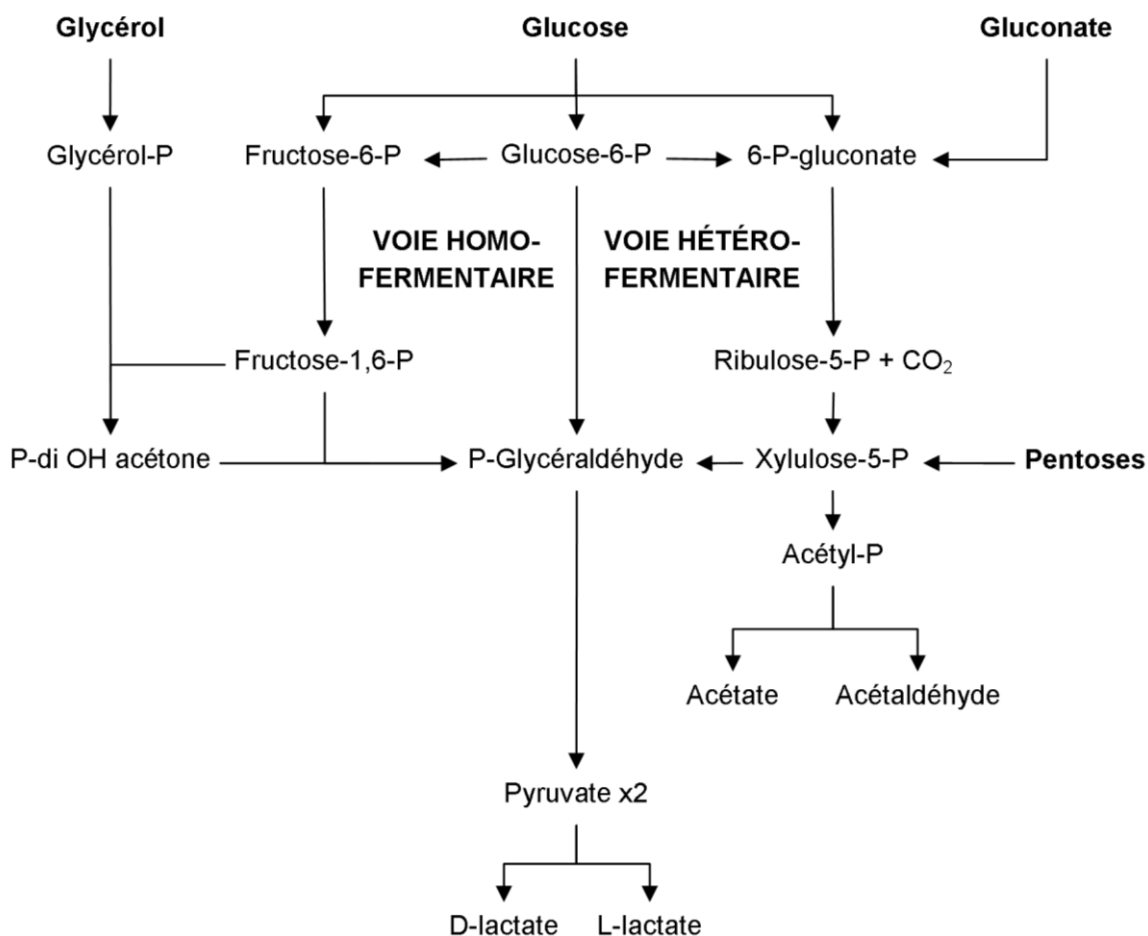 Glycérol
Glucose
Gluconate
Glycérol-P
Fructose-6-P
Glucose-6-P
6-P-gluconate
VOIE HOMO-
FERMENTAIRE
VOIE HÉTÉRO-
FERMENTAIRE
Fructose-1,6-P
Ribulose-5-P + CO₂
P-di OH acétone
P-Glycéraldéhyde
Xylulose-5-P
Pentoses
Acétyl-P
Acétate
Acétaldéhyde
Pyruvate x2
D-lactate
L-lactate